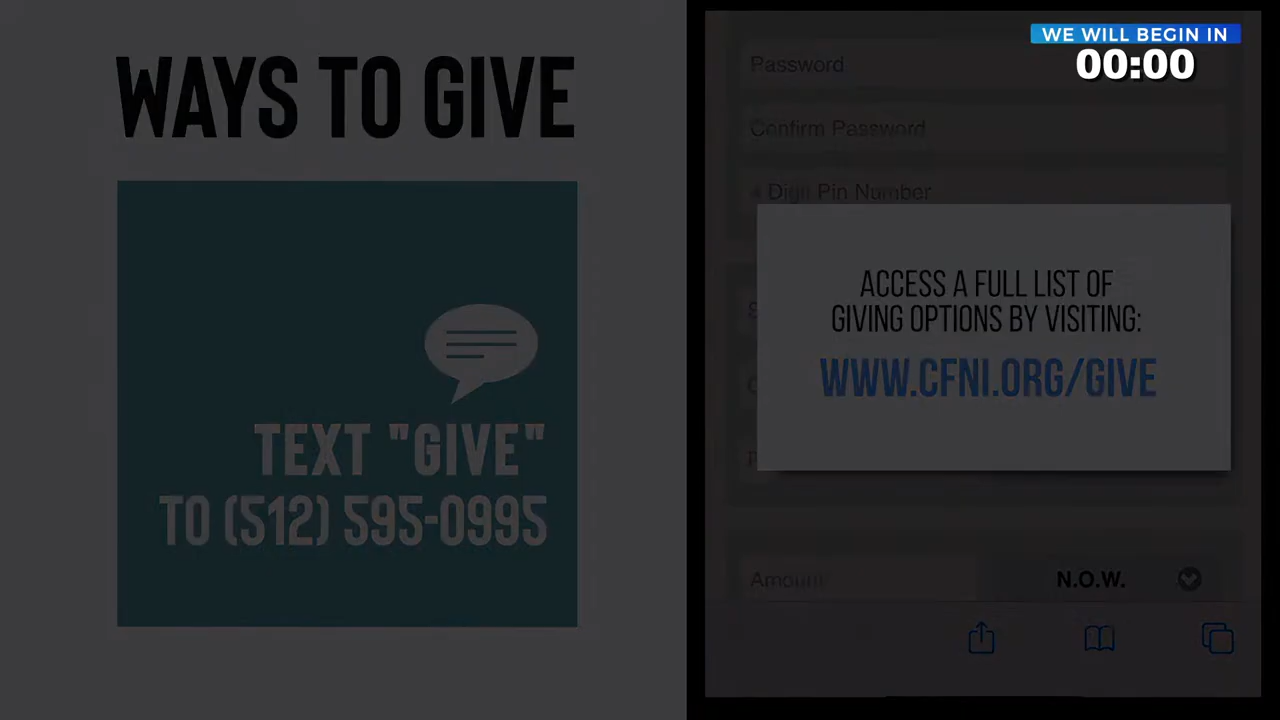 WAYS TO GIVE
TEXT "GIVE"
TO (512) 595-0995
WE WILL BEGIN IN
00:00
Password
Confirm Password
4 Digit Pin Number
ACCESS A FULL LIST OF
GIVING OPTIONS BY VISITING:
WWW.CFNI.ORG/GIVE
Amount
N.O.W.